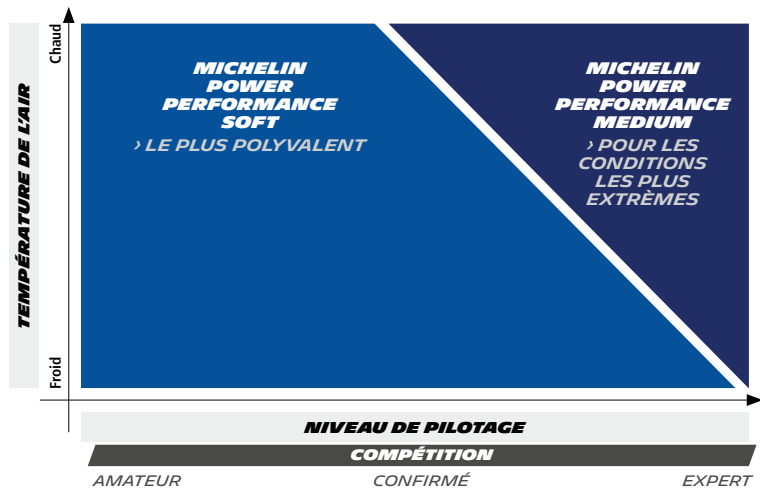 Chaud
TEMPÉRATURE DE L'AIR
Froid
MICHELIN
POWER
PERFORMANCE
SOFT
› LE PLUS POLYVALENT
MICHELIN
POWER
PERFORMANCE
MEDIUM
› POUR LES
CONDITIONS
LES PLUS
EXTRÈMES
NIVEAU DE PILOTAGE
COMPÉTITION
AMATEUR
CONFIRMÉ
EXPERT